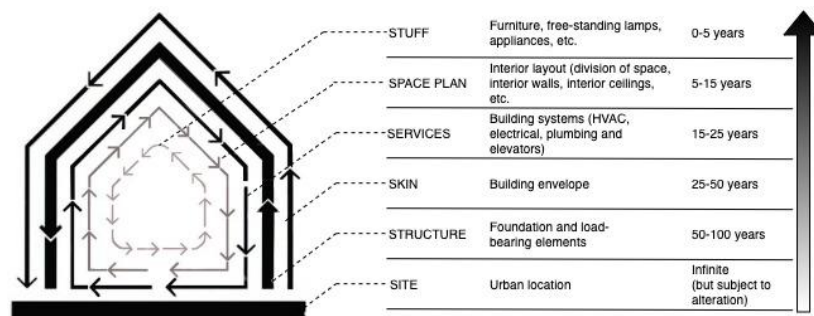 STUFF
Furniture, free-standing lamps,
appliances, etc.
0-5 years
SPACE PLAN
Interior layout (division of space,
interior walls, interior ceilings,
etc.
5-15 years
SERVICES
Building systems (HVAC,
electrical, plumbing and
elevators)
15-25 years
SKIN
Building envelope
25-50 years
STRUCTURE
Foundation and load-
bearing elements
50-100 years
SITE
Urban location
Infinite
(but subject to
alteration)